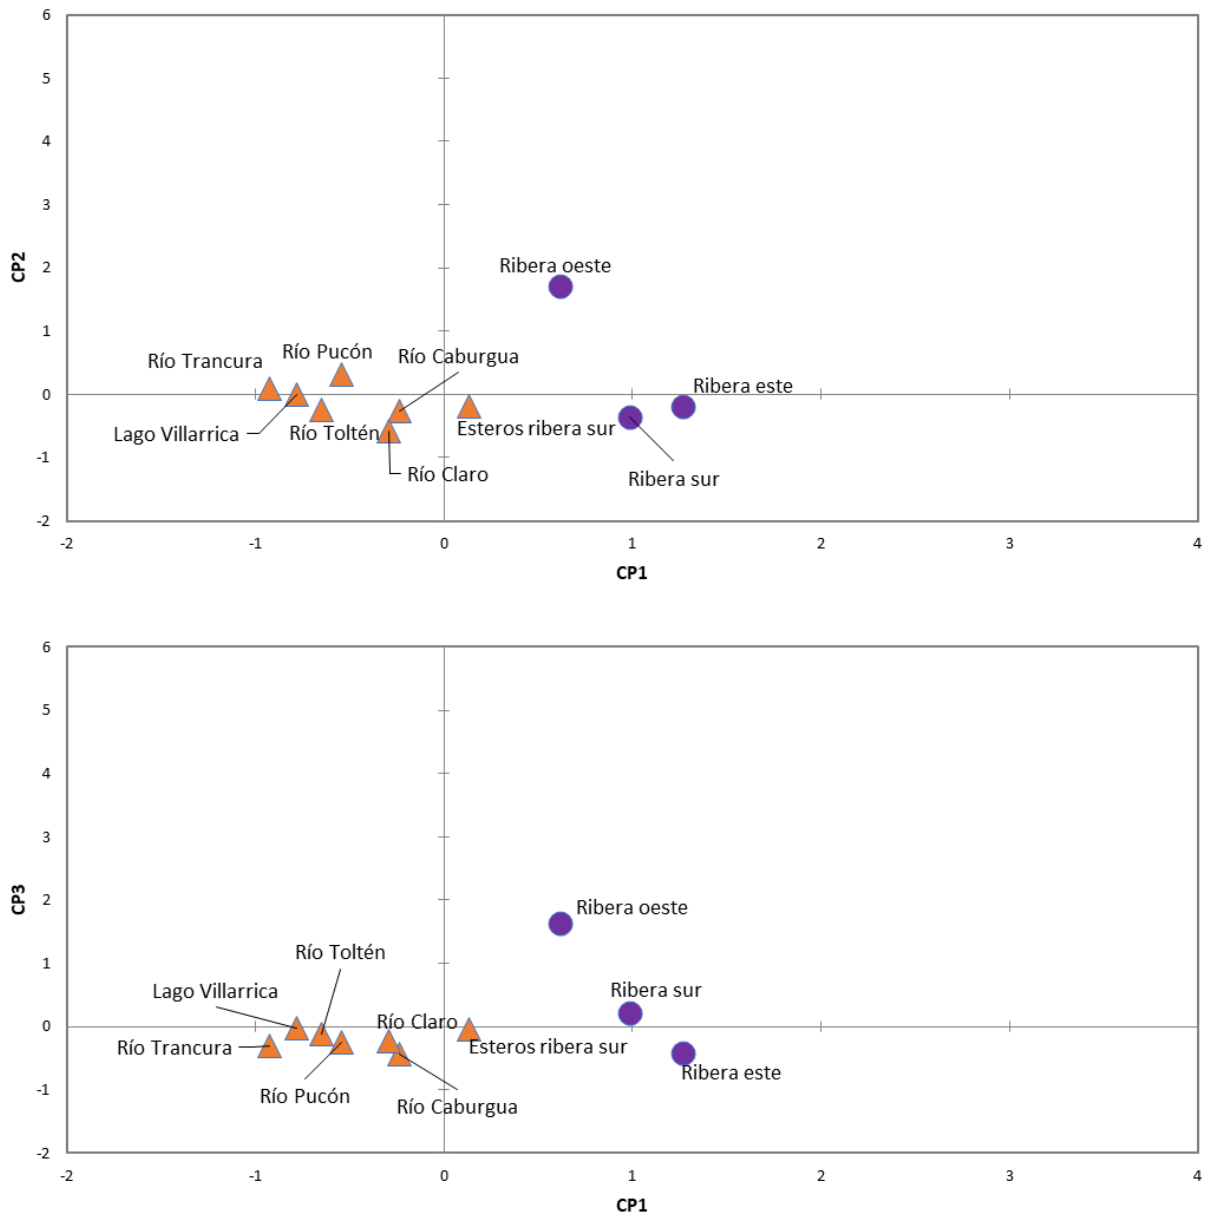 6
5
4
3
2
1
0
-1
-2
CP2
Ribera oeste
Río Pucón
Río Caburgua
Río Trancura
Ribera este
Lago Villarrica
Río Toltén
Esteros ribera sur
Río Claro
Ribera sur
-2 -1 0 1 2 3 4
CP1
6
5
4
3
2
1
0
-1
-2
CP3
Ribera oeste
Río Toltén
Lago Villarrica
Ribera sur
Río Claro
Río Trancura
Esteros ribera sur
Ribera este
Río Pucón
Río Caburgua
-2 -1 0 1 2 3 4
CP1